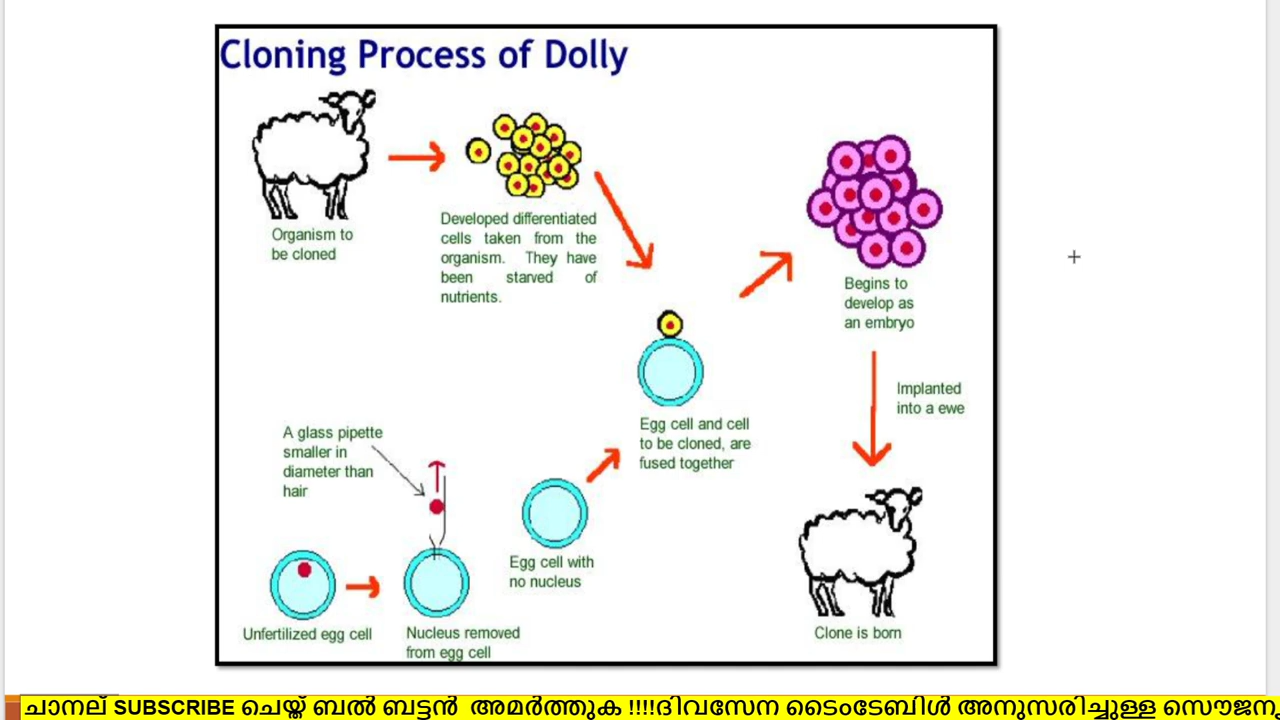 Cloning Process of Dolly
Organism to
be cloned
Developed differentiated
cells taken from the
organism. They have
been starved of
nutrients.
Begins to
develop as
an embryo
Implanted
into a ewe
Egg cell and cell
to be cloned, are
fused together
A glass pipette
smaller in
diameter than
hair
Egg cell with
no nucleus
Unfertilized egg cell
Nucleus removed
from egg cell
Clone is born
ചാനല് SUBSCRIBE ചെയ്ത് ബൽ ബട്ടൻ അമർത്തുക !!!!ദിവസേന ടൈംടേബിൾ അനുസരിച്ചുള്ള സൌജന്യ